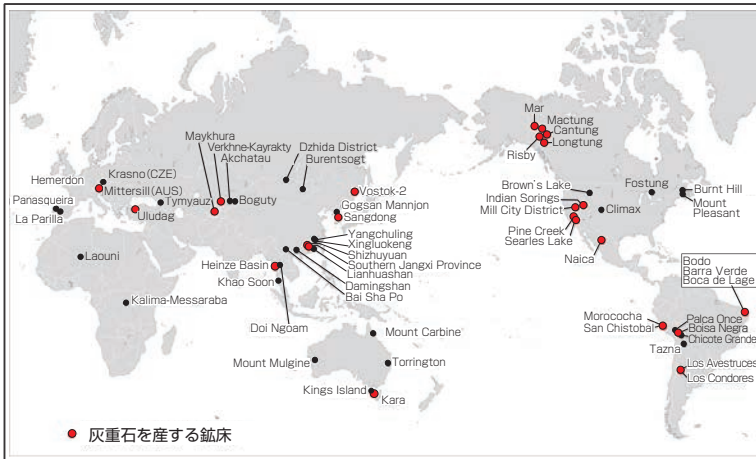 Mar
Mactung
Cantung
Longtung
Risby
Maykhura
Verkhne-Kayrakty
Akchatau
Dzhida District
Burentsogt
Hemerdon
Krasno(CZE)
Mittersill(AUS)
Tymyauz
Boguty
Vostok-2
Gogsan Mannjon
Sangdong
Panasqueira
La Parilla
Uludag
Brown's Lake
Indian Sorings
Mill City District
Fostung
Burnt Hill
Mount
Pleasant
Climax
Pine Creek
Searles Lake
Naica
Yangchuling
Xingluokeng
Shizhuyuan
Southern Jangxi Province
Lianhuashan
Damingshan
Bai Sha Po
Laouni
Heinze Basin
Khao Soon
Kalima-Messaraba
Doi Ngoam
Bodo
Barra Verde
Boca de Lage
Morococha
San Chistobal
Palca Once
Boisa Negra
Chicote Grande
Tazna
Mount Carbine
Mount Mulgine
Torrington
Los Avestruces
Los Condores
Kings Island
Kara
灰重石を産する鉱床